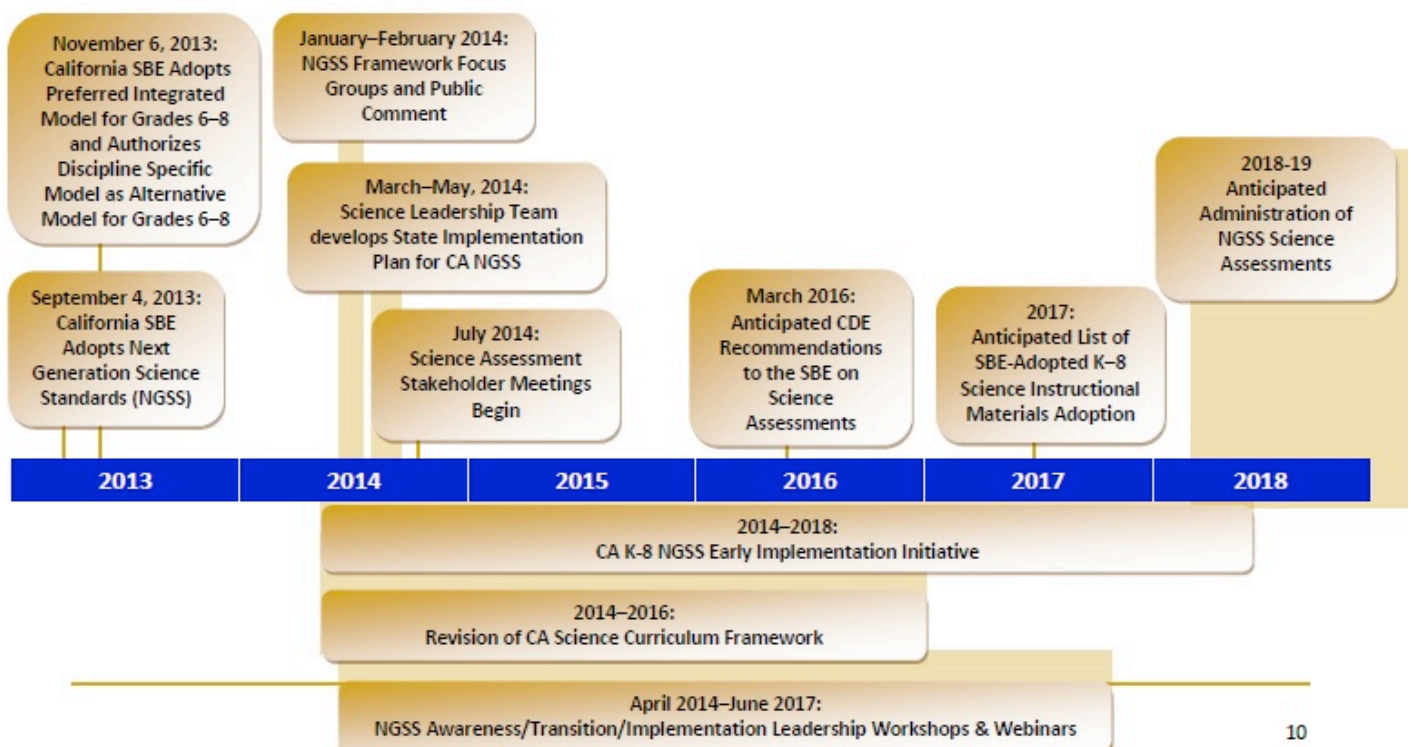 November 6, 2013:
California SBE Adopts
Preferred Integrated
Model for Grades 6–8
and Authorizes
Discipline Specific
Model as Alternative
Model for Grades 6–8
September 4, 2013:
California SBE
Adopts Next
Generation Science
Standards (NGSS)
January–February 2014:
NGSS Framework Focus
Groups and Public
Comment
March–May, 2014:
Science Leadership Team
develops State Implementation
Plan for CA NGSS
July 2014:
Science Assessment
Stakeholder Meetings
Begin
March 2016:
Anticipated CDE
Recommendations
to the SBE on
Science
Assessments
2017:
Anticipated List of
SBE-Adopted K–8
Science Instructional
Materials Adoption
2018-19
Anticipated
Administration of
NGSS Science
Assessments
2013 2014 2015 2016 2017 2018
2014–2018:
CA K-8 NGSS Early Implementation Initiative
2014–2016:
Revision of CA Science Curriculum Framework
April 2014–June 2017:
NGSS Awareness/Transition/Implementation Leadership Workshops & Webinars
10